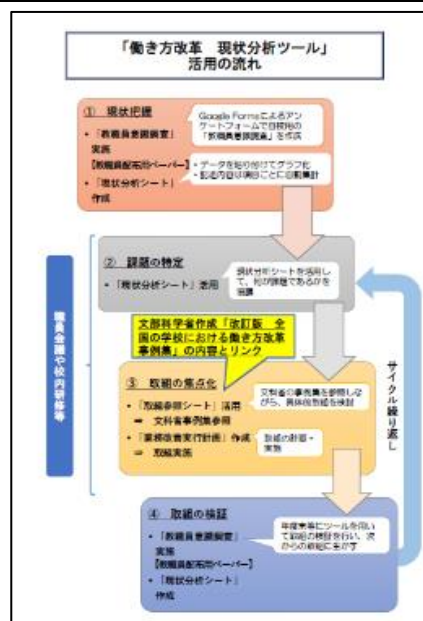 「働き方改革　現状分析ツール」
活用の流れ
① 現状把握
・「教職員意識調査」
実施
【教職員配布用ペーパー】
・「現状分析シート」
作成
Google Formsによるアン
ケートフォームで自校用の
「教職員意識調査」を作成
・データを貼り付けてグラフ化
・記述内容は項目ごとに自動集計
② 課題の特定
・「現状分析シート」活用
現状分析シートを活用し
て、何が課題であるかを
協議
文部科学省作成「改訂版　全
国の学校における働き方改革
事例集」の内容とリンク
③ 取組の焦点化
・「取組参照シート」活用
⇒ 文科省事例集参照
・「業務改善実行計画」作成
⇒ 取組実施
文科省の事例集を参照しな
がら、具体的取組を検討
取組の計画・
実施
④ 取組の検証
・「教職員意識調査」
実施
【教職員配布用ペーパー】
・「現状分析シート」
作成
年度末等にツールを用い
て取組の検証を行い、次
からの取組に生かす
職員会議や校内研修等
サイクル繰り返し